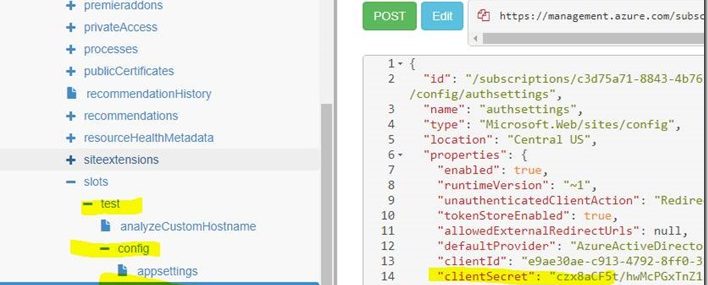 premieraddons
privateAccess
processes
publicCertificates
recommendationHistory
recommendations
resourceHealthMetadata
siteextensions
slots
test
analyzeCustomHostname
config
appsettings
POST Edit https://management.azure.com/subsc
1 {
2 "id": "/subscriptions/c3d75a71-8843-4b76
/config/authsettings",
3 "name": "authsettings",
4 "type": "Microsoft.Web/sites/config",
5 "location": "Central US",
6 "properties": {
7 "enabled": true,
8 "runtimeVersion": "~1",
9 "unauthenticatedClientAction": "Redire
10 "tokenStoreEnabled": true,
11 "allowedExternalRedirectUrls": null,
12 "defaultProvider": "AzureActiveDirecto
13 "clientId": "e9ae30ae-c913-4792-8ff0-3
14 "clientSecret": "czx8aCF5t/hwMcPGxTnZ1